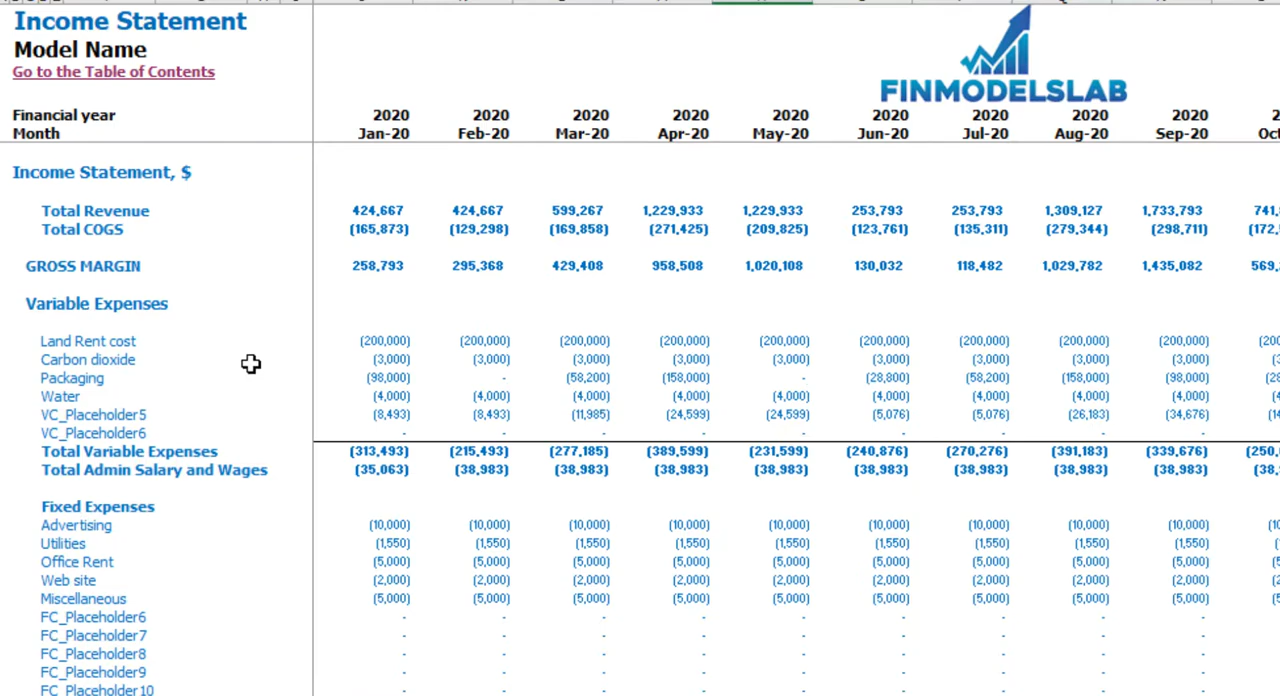 Income Statement
Model Name
Go to the Table of Contents
FINMODELSLAB
Financial year 2020 2020 2020 2020 2020 2020 2020 2020 2020
Month Jan-20 Feb-20 Mar-20 Apr-20 May-20 Jun-20 Jul-20 Aug-20 Sep-20
Income Statement, $
Total Revenue 424,667 424,667 599,267 1,229,933 1,229,933 253,793 253,793 1,309,127 1,733,793
Total COGS (165,873) (129,298) (169,858) (271,425) (209,825) (123,761) (135,311) (279,344) (298,711)
GROSS MARGIN 258,793 295,368 429,408 958,508 1,020,108 130,032 118,482 1,029,782 1,435,082
Variable Expenses
Land Rent cost (200,000) (200,000) (200,000) (200,000) (200,000) (200,000) (200,000) (200,000) (200,000)
Carbon dioxide (3,000) (3,000) (3,000) (3,000) (3,000) (3,000) (3,000) (3,000) (3,000)
Packaging (98,000) - (58,200) (158,000) - (28,800) (58,200) (158,000) (98,000)
Water (4,000) (4,000) (4,000) (4,000) (4,000) (4,000) (4,000) (4,000) (4,000)
VC_Placeholder5 (8,493) (8,493) (11,985) (24,599) (24,599) (5,076) (5,076) (26,183) (34,676)
VC_Placeholder6 - - - - - - - - -
Total Variable Expenses (313,493) (215,493) (277,185) (389,599) (231,599) (240,876) (270,276) (391,183) (339,676)
Total Admin Salary and Wages (35,063) (38,983) (38,983) (38,983) (38,983) (38,983) (38,983) (38,983) (38,983)
Fixed Expenses
Advertising (10,000) (10,000) (10,000) (10,000) (10,000) (10,000) (10,000) (10,000) (10,000)
Utilities (1,550) (1,550) (1,550) (1,550) (1,550) (1,550) (1,550) (1,550) (1,550)
Office Rent (5,000) (5,000) (5,000) (5,000) (5,000) (5,000) (5,000) (5,000) (5,000)
Web site (2,000) (2,000) (2,000) (2,000) (2,000) (2,000) (2,000) (2,000) (2,000)
Miscellaneous (5,000) (5,000) (5,000) (5,000) (5,000) (5,000) (5,000) (5,000) (5,000)
FC_Placeholder6 - - - - - - - - -
FC_Placeholder7 - - - - - - - - -
FC_Placeholder8 - - - - - - - - -
FC_Placeholder9 - - - - - - - - -
FC_Placeholder10 - - - - - - - - -